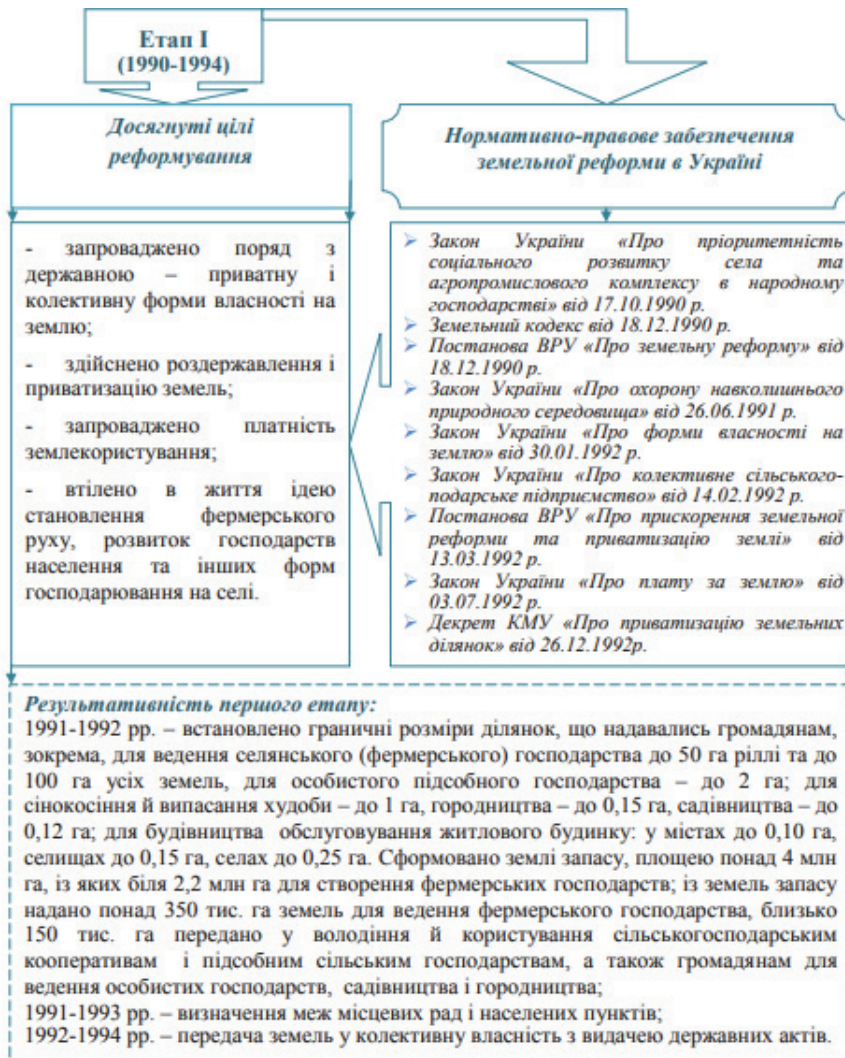 Етап I
(1990-1994)
Досягнуті цілі
реформування
Нормативно-правове забезпечення
земельної реформи в Україні
- запроваджено поряд з
державною – приватну і
колективну форми власності на
землю;
- здійснено роздержавлення і
приватизацію земель;
- запроваджено платність
землекористування;
- втілено в життя ідею
становлення фермерського
руху, розвиток господарств
населення та інших форм
господарювання на селі.
➢ Закон України «Про пріоритетність
соціального розвитку села та
агропромислового комплексу в народному
господарстві» від 17.10.1990 р.
➢ Земельний кодекс від 18.12.1990 р.
➢ Постанова ВРУ «Про земельну реформу» від
18.12.1990 р.
➢ Закон України «Про охорону навколишнього
природного середовища» від 26.06.1991 р.
➢ Закон України «Про форми власності на
землю» від 30.01.1992 р.
➢ Закон України «Про колективне сільського-
подарське підприємство» від 14.02.1992 р.
➢ Постанова ВРУ «Про прискорення земельної
реформи та приватизацію землі» від
13.03.1992 р.
➢ Закон України «Про плату за землю» від
03.07.1992 р.
➢ Декрет КМУ «Про приватизацію земельних
ділянок» від 26.12.1992р.
Результативність першого етапу:
1991-1992 рр. – встановлено граничні розміри ділянок, що надавались громадянам,
зокрема, для ведення селянського (фермерського) господарства до 50 га ріллі та до
100 га усіх земель, для особистого підсобного господарства – до 2 га; для
сінокосіння й випасання худоби – до 1 га, городництва – до 0,15 га, садівництва – до
0,12 га; для будівництва обслуговування житлового будинку: у містах до 0,10 га,
селищах до 0,15 га, селах до 0,25 га. Сформовано землі запасу, площею понад 4 млн
га, із яких біля 2,2 млн га для створення фермерських господарств; із земель запасу
надано понад 350 тис. га земель для ведення фермерського господарства, близько
150 тис. га передано у володіння й користування сільськогосподарським
кооперативам і підсобним сільським господарствам, а також громадянам для
ведення особистих господарств, садівництва і городництва;
1991-1993 рр. – визначення меж місцевих рад і населених пунктів;
1992-1994 рр. – передача земель у колективну власність з видачею державних актів.